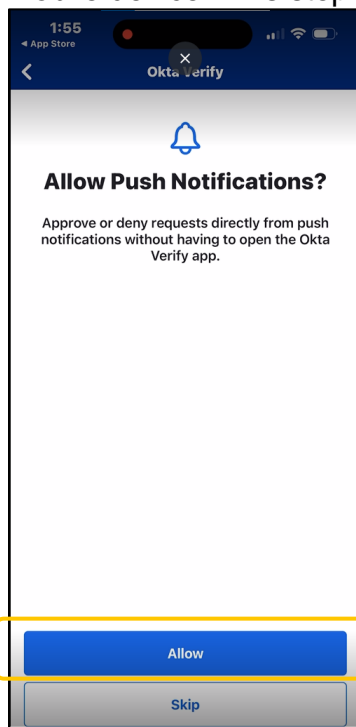 1:55
◄ App Store
Okta Verify
Allow Push Notifications?
Approve or deny requests directly from push
notifications without having to open the Okta
Verify app.
Allow
Skip